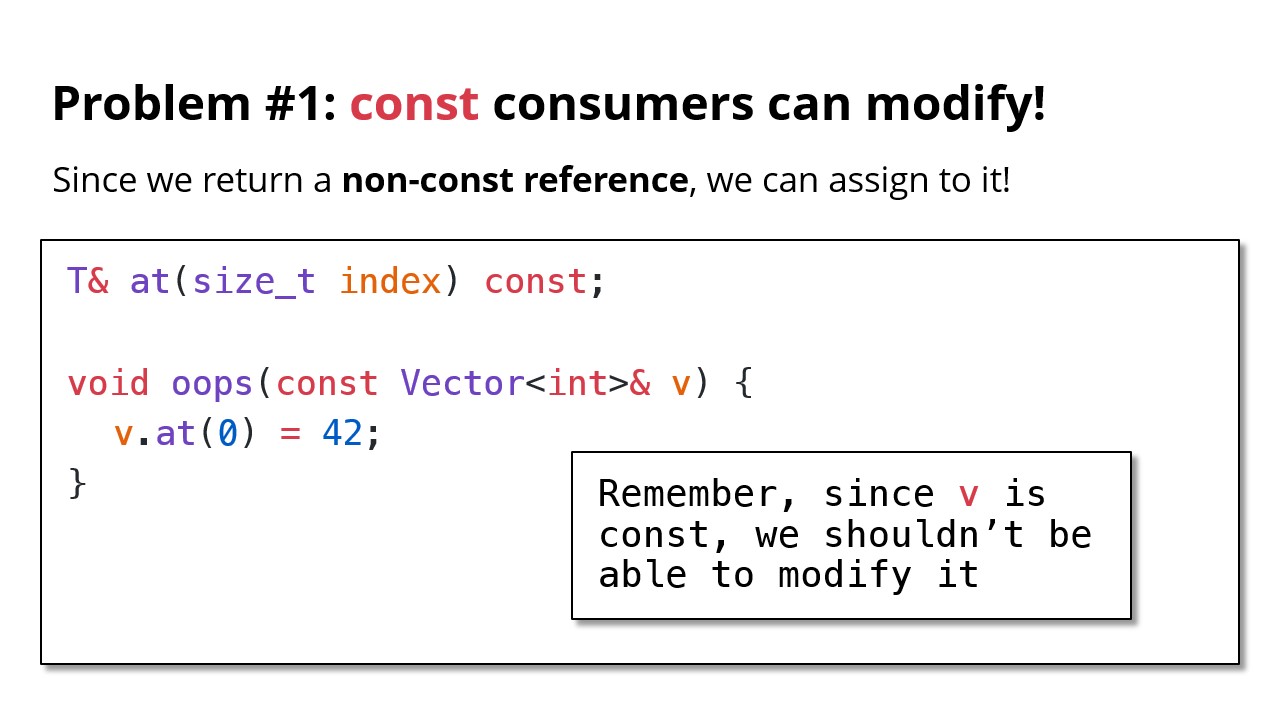 Problem #1: const consumers can modify!
Since we return a non-const reference, we can assign to it!
T& at(size_t index) const;
void oops(const Vector<int>& v) {
  v.at(0) = 42;
}
Remember, since v is
const, we shouldn’t be
able to modify it